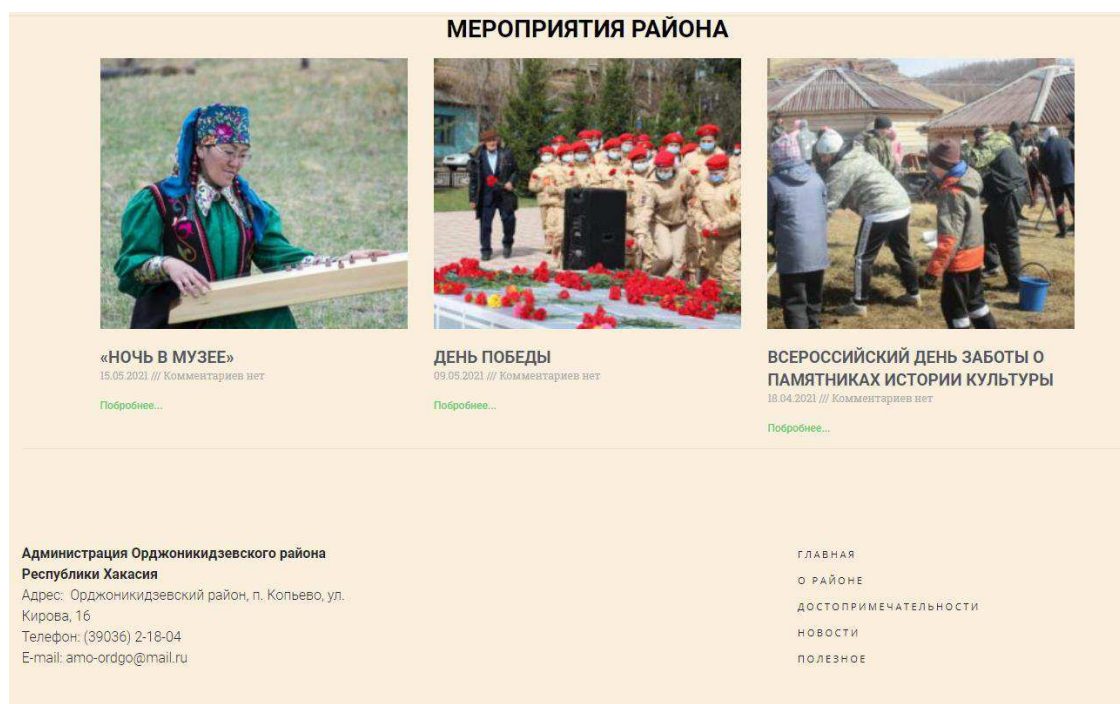 МЕРОПРИЯТИЯ РАЙОНА
«НОЧЬ В МУЗЕЕ»
15.05.2021 /// Комментариев нет
Побробнее...
ДЕНЬ ПОБЕДЫ
09.05.2021 /// Комментариев нет
Побробнее...
ВСЕРОССИЙСКИЙ ДЕНЬ ЗАБОТЫ О
ПАМЯТНИКАХ ИСТОРИИ КУЛЬТУРЫ
18.04.2021 /// Комментариев нет
Побробнее...
Администрация Орджоникидзевского района
Республики Хакасия
Адрес: Орджоникидзевский район, п. Копьево, ул.
Кирова, 16
Телефон: (39036) 2-18-04
E-mail: amo-ordgo@mail.ru
ГЛАВНАЯ
О РАЙОНЕ
ДОСТОПРИМЕЧАТЕЛЬНОСТИ
НОВОСТИ
ПОЛЕЗНОЕ